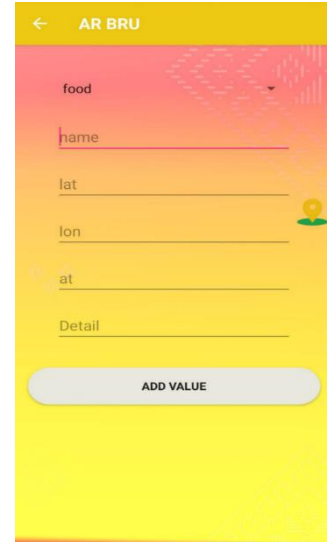 AR BRU
food
name
lat
lon
at
Detail
ADD VALUE